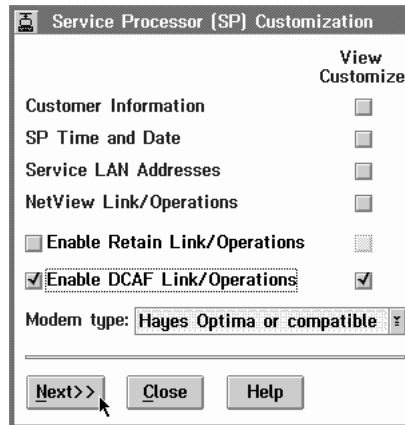 Service Processor (SP) Customization
View
Customize
Customer Information
SP Time and Date
Service LAN Addresses
NetView Link/Operations
Enable Retain Link/Operations
Enable DCAF Link/Operations
Modem type: Hayes Optima or compatible
Next>> Close Help